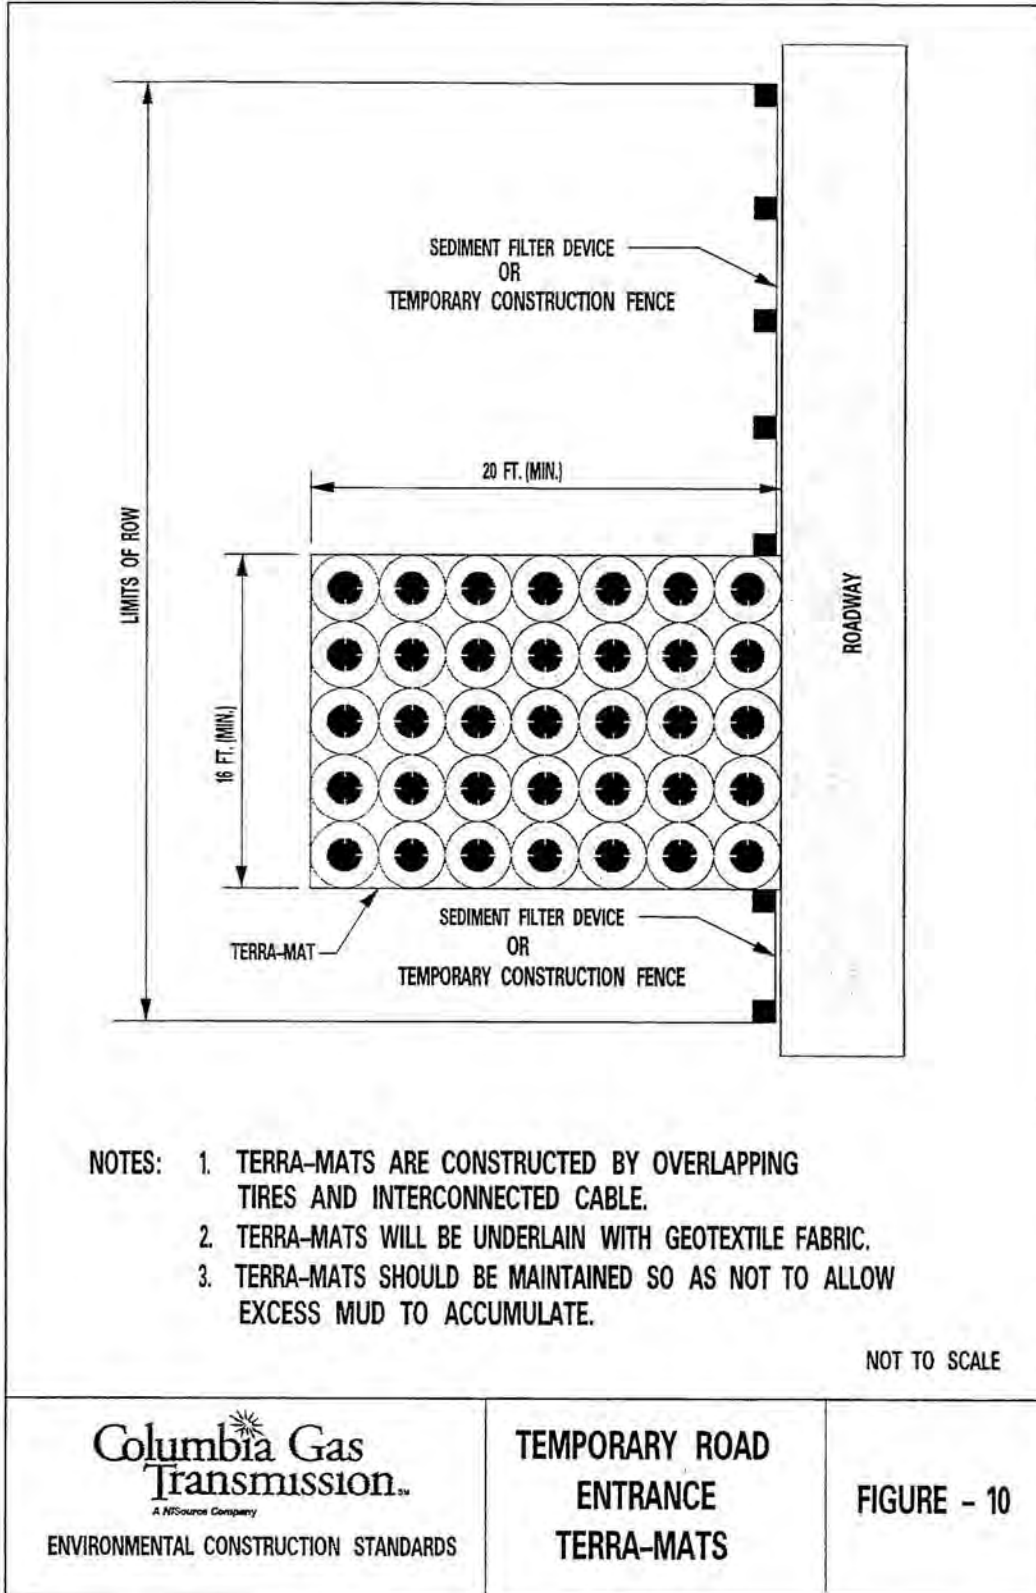 SEDIMENT FILTER DEVICE
OR
TEMPORARY CONSTRUCTION FENCE
20 FT. (MIN.)
LIMITS OF ROW
ROADWAY
16 FT. (MIN.)
TERRA-MAT
SEDIMENT FILTER DEVICE
OR
TEMPORARY CONSTRUCTION FENCE
NOTES: 1. TERRA-MATS ARE CONSTRUCTED BY OVERLAPPING
TIRES AND INTERCONNECTED CABLE.
2. TERRA-MATS WILL BE UNDERLAIN WITH GEOTEXTILE FABRIC.
3. TERRA-MATS SHOULD BE MAINTAINED SO AS NOT TO ALLOW
EXCESS MUD TO ACCUMULATE.
NOT TO SCALE
Columbia Gas
Transmission℠
A NiSource Company
ENVIRONMENTAL CONSTRUCTION STANDARDS
TEMPORARY ROAD
ENTRANCE
TERRA-MATS
FIGURE - 10